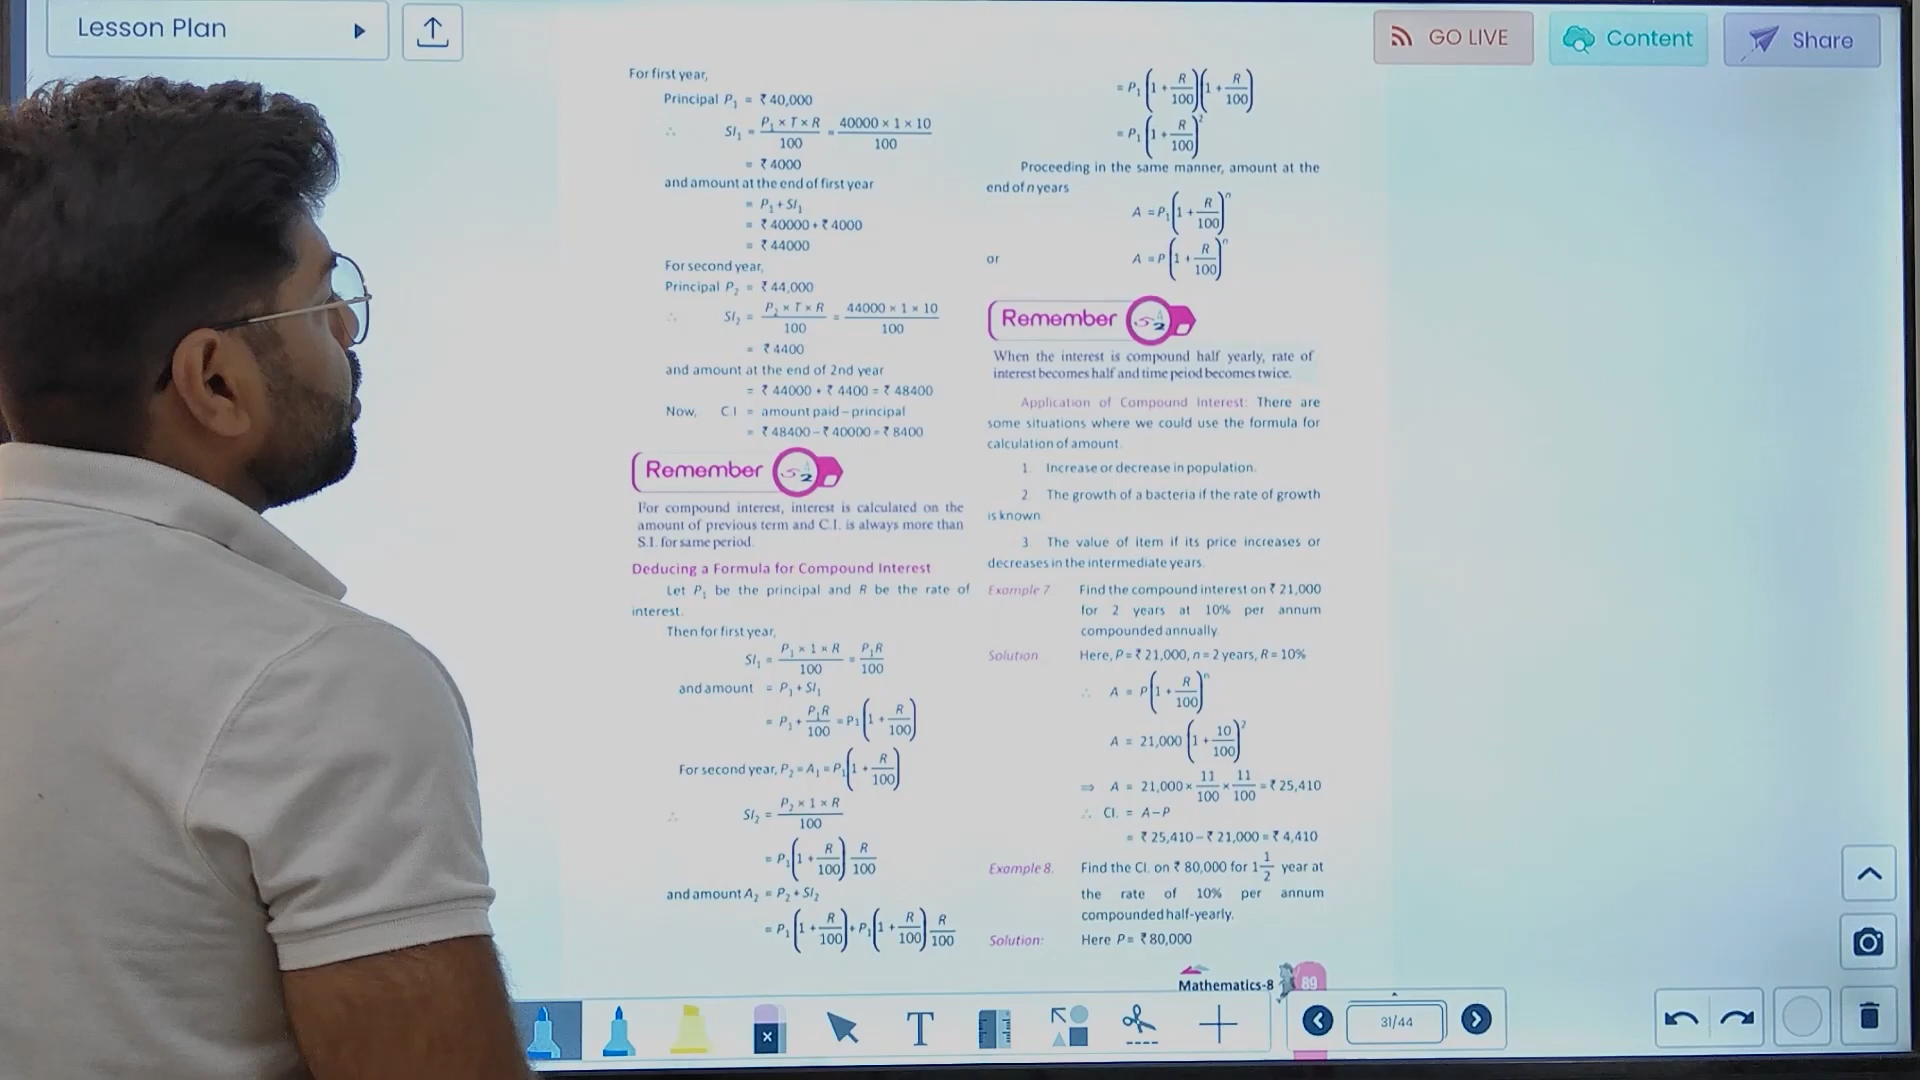 Lesson Plan
GO LIVE
Content
Share
For first year,
Principal P₁ = ₹ 40,000
∴ SI₁ = P₁ × T × R / 100 = 40000 × 1 × 10 / 100
= ₹ 4000
and amount at the end of first year
= P₁ + SI₁
= ₹ 40000 + ₹ 4000
= ₹ 44000
For second year,
Principal P₂ = ₹ 44,000
∴ SI₂ = P₂ × T × R / 100 = 44000 × 1 × 10 / 100
= ₹ 4400
and amount at the end of 2nd year
= ₹ 44000 + ₹ 4400 = ₹ 48400
Now, C.I = amount paid – principal
= ₹ 48400 – ₹ 40000 = ₹ 8400
Remember
For compound interest, interest is calculated on the
amount of previous term and C.I. is always more than
S.I. for same period.
Deducing a Formula for Compound Interest
Let P₁ be the principal and R be the rate of
interest.
Then for first year,
SI₁ = P₁ × 1 × R / 100 = P₁R / 100
and amount = P₁ + SI₁
= P₁ + P₁R / 100 = P₁(1 + R/100)
For second year, P₂ = A₁ = P₁(1 + R/100)
∴ SI₂ = P₂ × 1 × R / 100
= P₁(1 + R/100) R/100
and amount A₂ = P₂ + SI₂
= P₁(1 + R/100) + P₁(1 + R/100) R/100
= P₁(1 + R/100)(1 + R/100)
= P₁(1 + R/100)²
Proceeding in the same manner, amount at the
end of n years
A = P₁(1 + R/100)ⁿ
or A = P(1 + R/100)ⁿ
Remember
When the interest is compound half yearly, rate of
interest becomes half and time peiod becomes twice.
Application of Compound Interest: There are
some situations where we could use the formula for
calculation of amount.
1. Increase or decrease in population.
2. The growth of a bacteria if the rate of growth
is known
3. The value of item if its price increases or
decreases in the intermediate years.
Example 7 Find the compound interest on ₹ 21,000
for 2 years at 10% per annum
compounded annually.
Solution Here, P = ₹ 21,000, n = 2 years, R = 10%
∴ A = P(1 + R/100)ⁿ
A = 21,000 (1 + 10/100)²
⇒ A = 21,000 × 11/100 × 11/100 = ₹ 25,410
∴ CI. = A – P
= ₹ 25,410 – ₹ 21,000 = ₹ 4,410
Example 8. Find the CI. on ₹ 80,000 for 1 1/2 year at
the rate of 10% per annum
compounded half-yearly.
Solution: Here P = ₹ 80,000
Mathematics-8 89
T
31/44